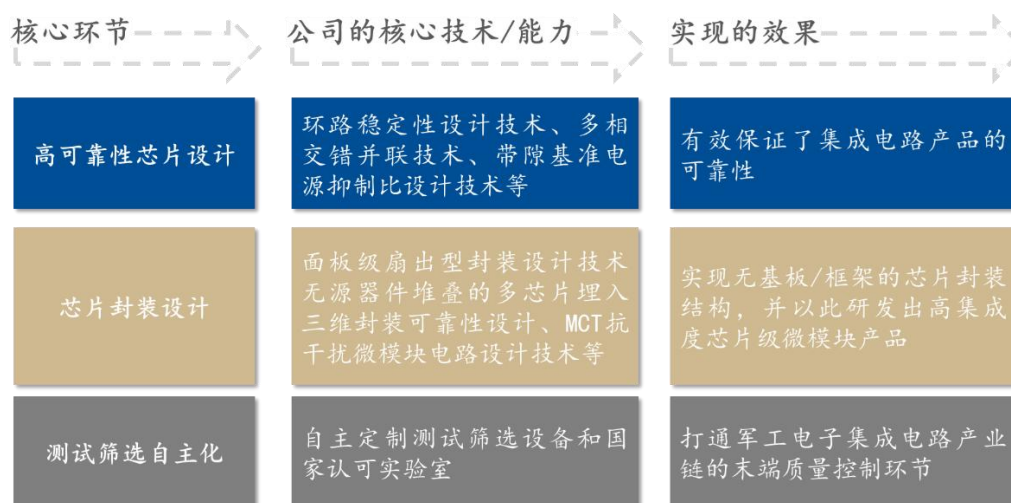 核心环节
公司的核心技术/能力
实现的效果
高可靠性芯片设计
环路稳定性设计技术、多相
交错并联技术、带隙基准电
源抑制比设计技术等
有效保证了集成电路产品的
可靠性
芯片封装设计
面板级扇出型封装设计技术
无源器件堆叠的多芯片埋入
三维封装可靠性设计、MCT抗
干扰微模块电路设计技术等
实现无基板/框架的芯片封装
结构，并以此研发出高集成
度芯片级微模块产品
测试筛选自主化
自主定制测试筛选设备和国
家认可实验室
打通军工电子集成电路产业
链的末端质量控制环节